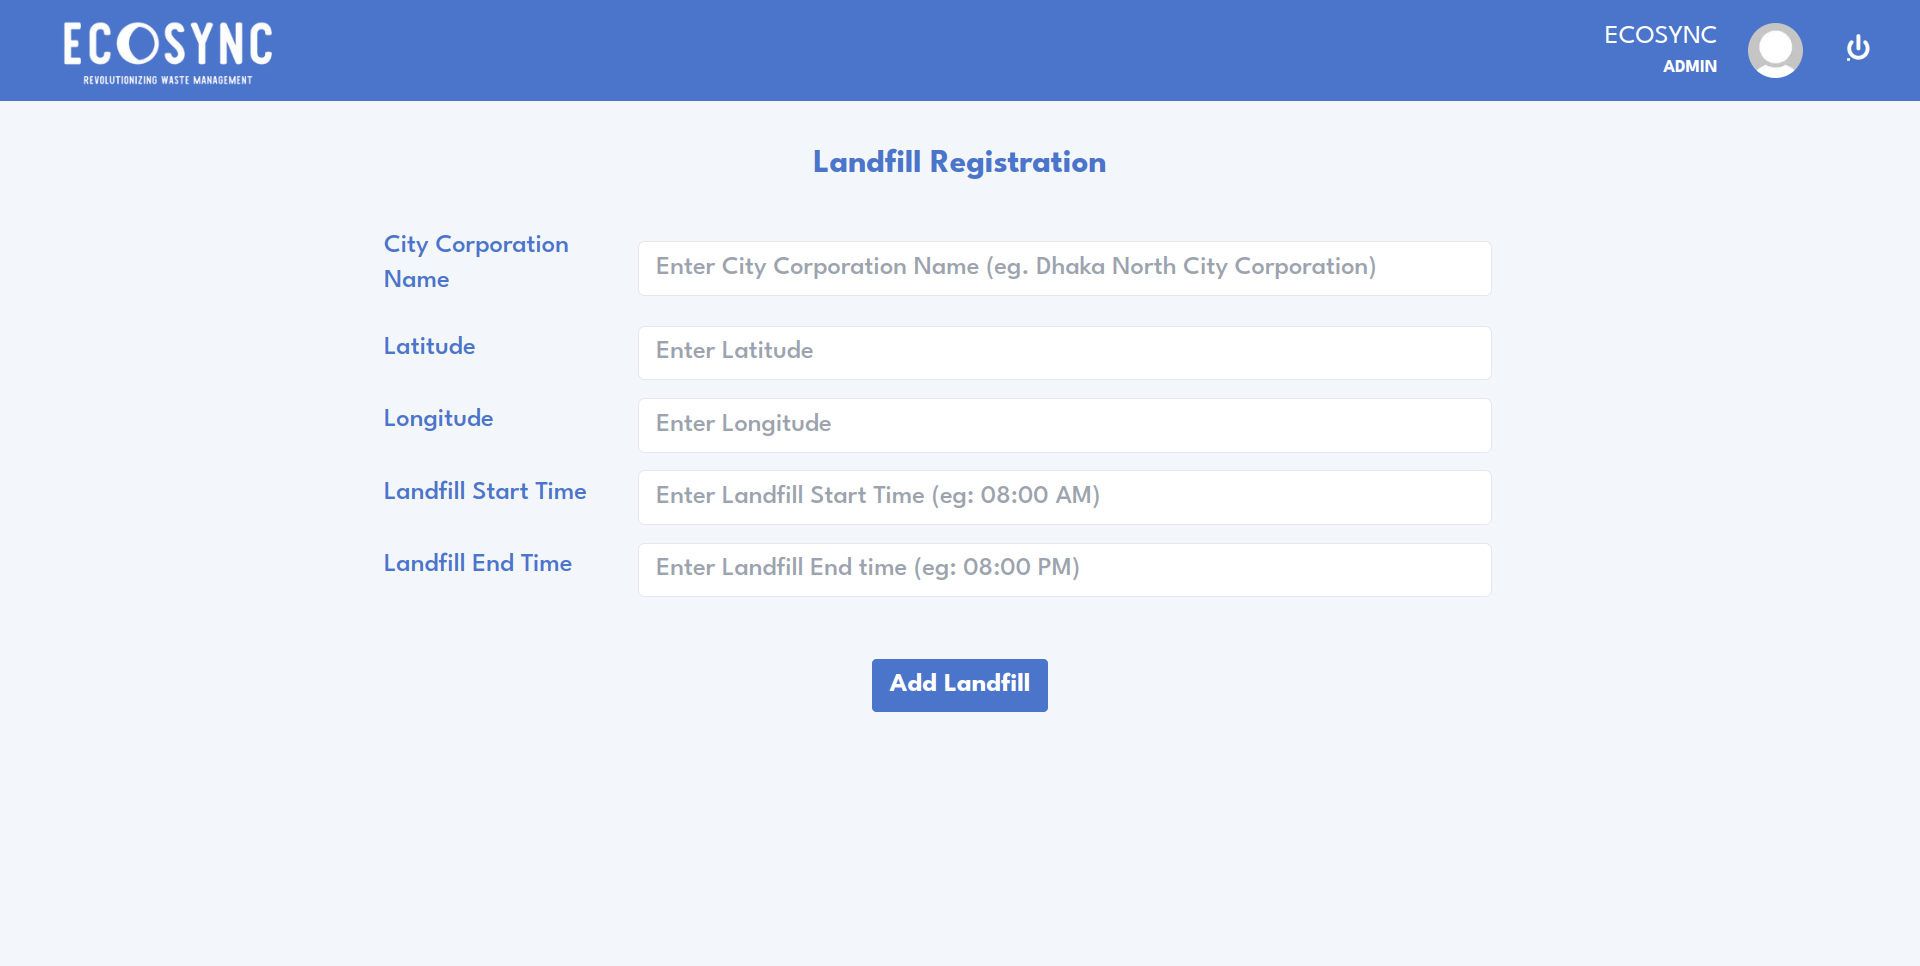 ECOSYNC
REVOLUTIONIZING WASTE MANAGEMENT
ECOSYNC
ADMIN
Landfill Registration
City Corporation
Name
Enter City Corporation Name (eg. Dhaka North City Corporation)
Latitude
Enter Latitude
Longitude
Enter Longitude
Landfill Start Time
Enter Landfill Start Time (eg: 08:00 AM)
Landfill End Time
Enter Landfill End time (eg: 08:00 PM)
Add Landfill